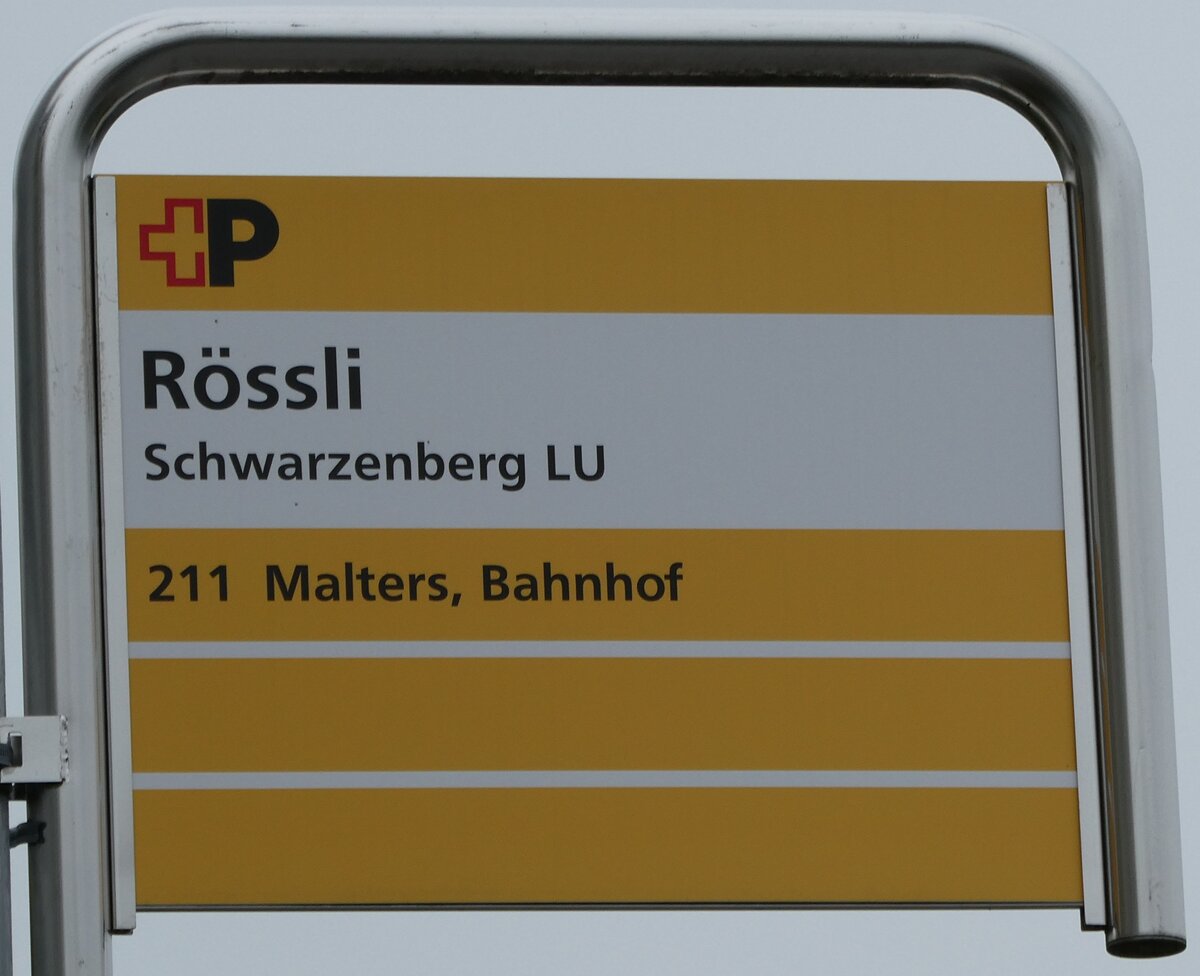 P
Rössli
Schwarzenberg LU
211 Malters, Bahnhof